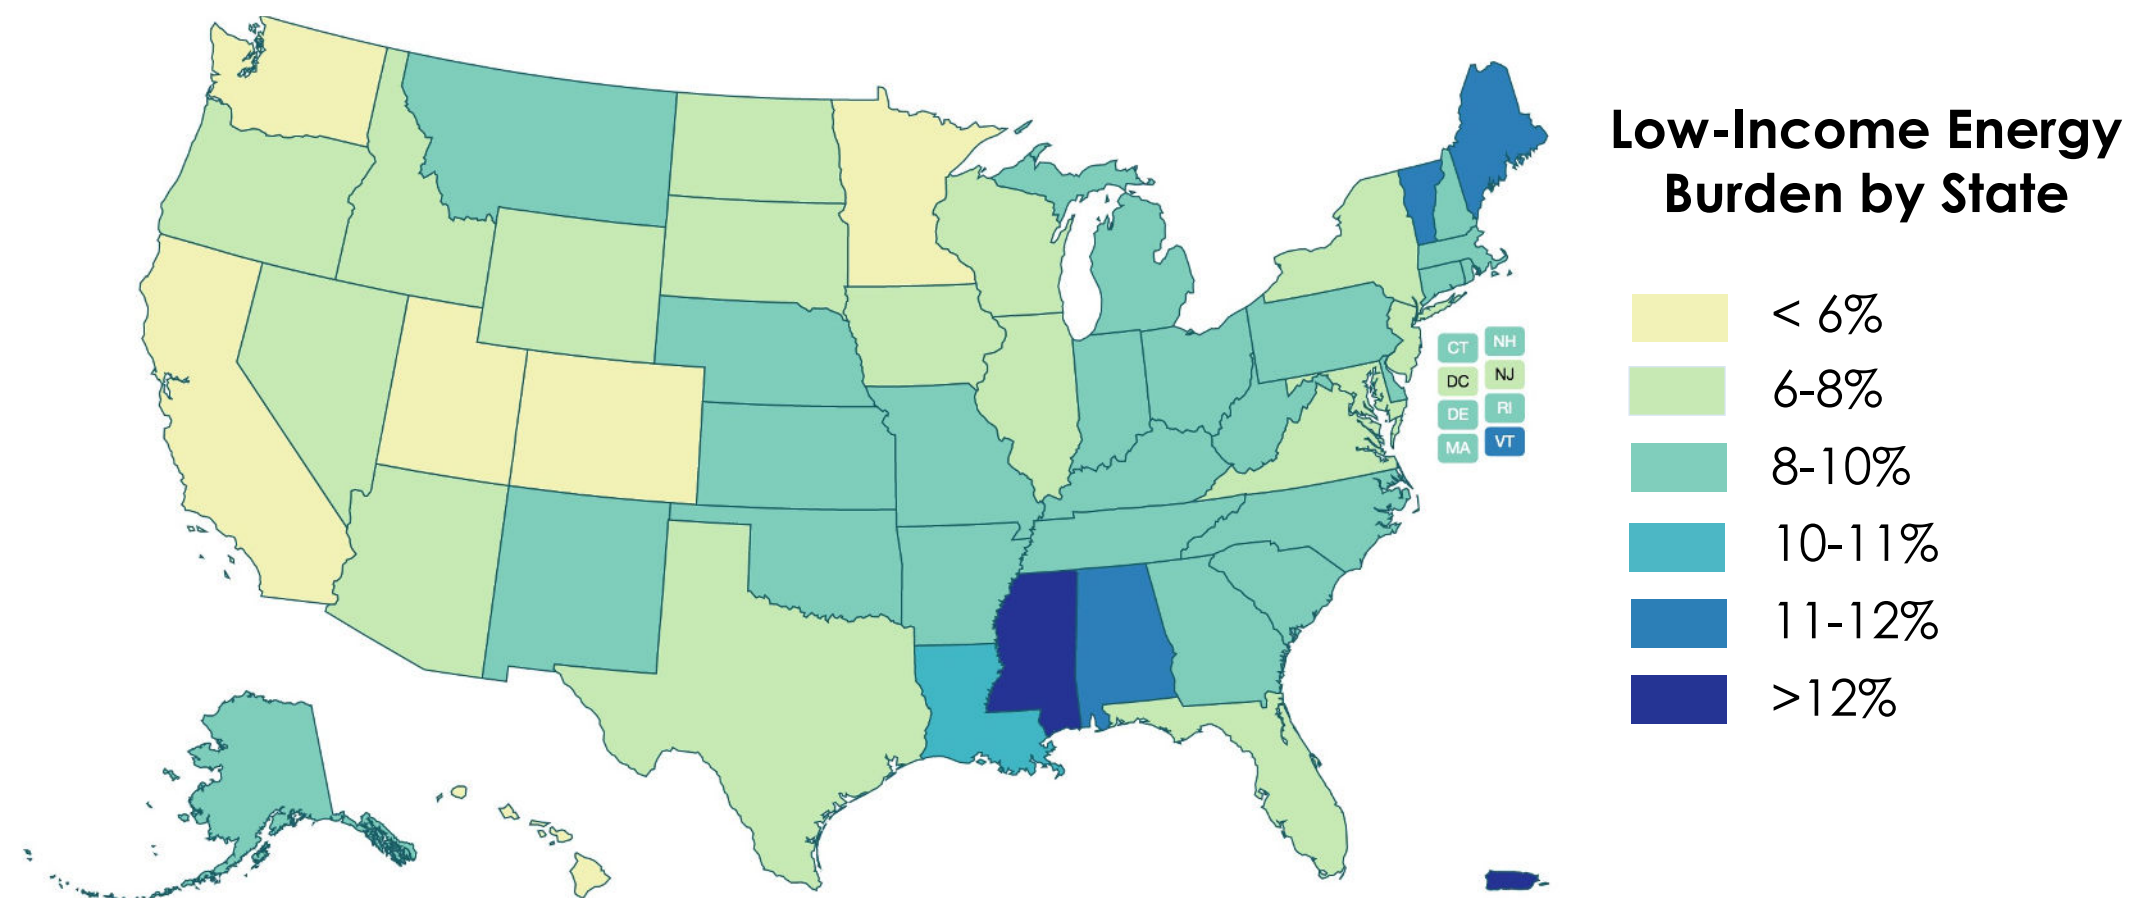 Low-Income Energy
Burden by State
< 6%
6-8%
8-10%
10-11%
11-12%
>12%
CT NH
DC NJ
DE RI
MA VT